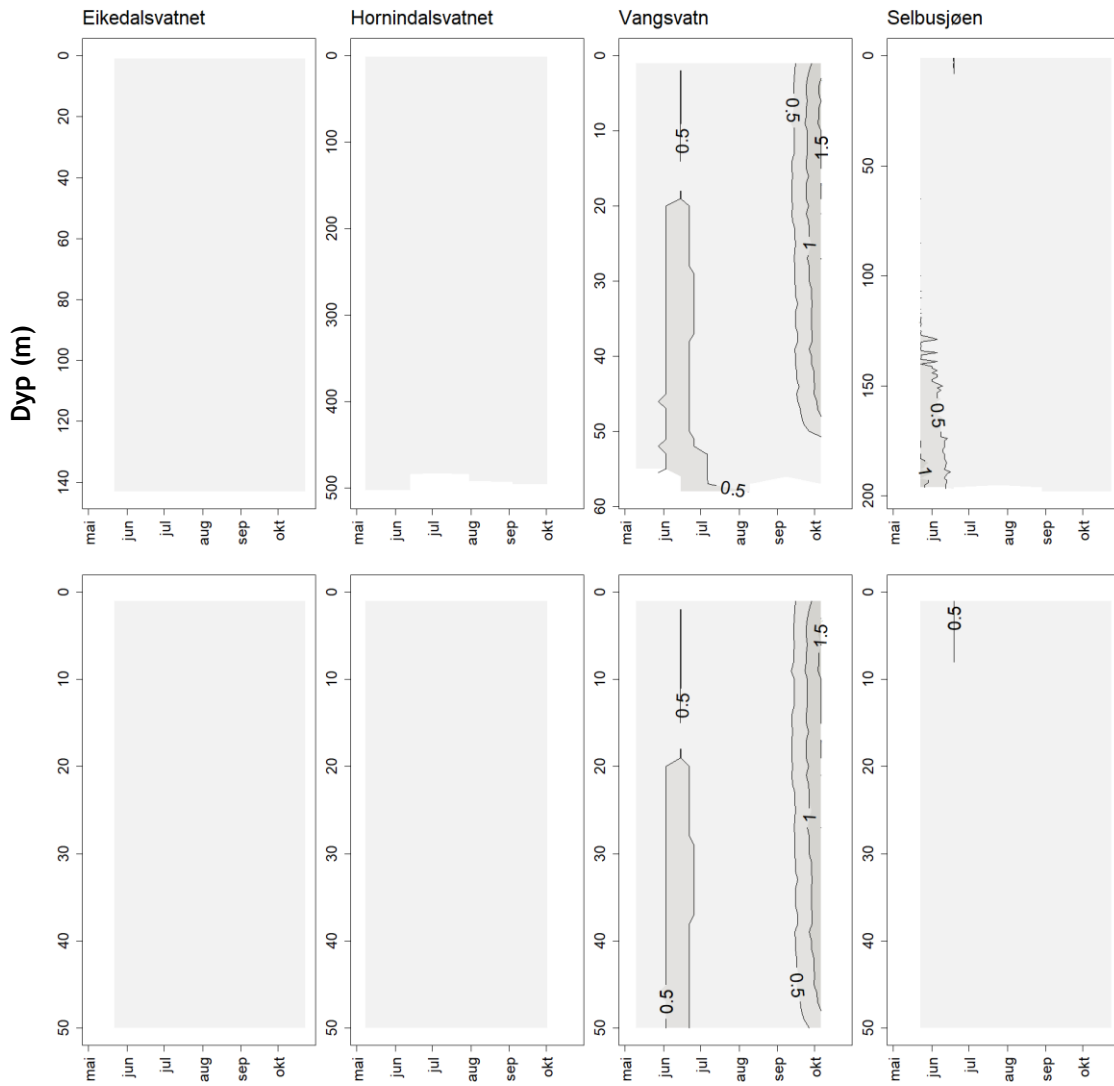 Eikedalsvatnet Hornindalsvatnet Vangsvatn Selbusjøen
Dyp (m)
0 20 40 60 80 100 120 140
mai jun jul aug sep okt
0 100 200 300 400 500
mai jun jul aug sep okt
0 10 20 30 40 50 60
0.5 0.5 0.5 1 1.5
mai jun jul aug sep okt
0 50 100 150 200
0.5 1
mai jun jul aug sep okt
0 10 20 30 40 50
mai jun jul aug sep okt
0 10 20 30 40 50
mai jun jul aug sep okt
0 10 20 30 40 50
0.5 0.5 0.5 1 1.5
mai jun jul aug sep okt
0 10 20 30 40 50
0.5
mai jun jul aug sep okt